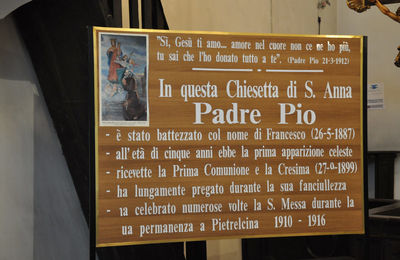 "Sì, Gesù ti amo... amore nel cuore non ce ne ho più,
tu sai che l'ho donato tutto a te". (Padre Pio 21-3-1912)
In questa Chiesetta di S. Anna
Padre Pio
- è stato battezzato col nome di Francesco (26-5-1887)
- all'età di cinque anni ebbe la prima apparizione celeste
- ricevette la Prima Comunione e la Cresima (27-9-1899)
- ha lungamente pregato durante la sua fanciullezza
- ha celebrato numerose volte la S. Messa durante la
ua permanenza a Pietrelcina 1910 - 1916